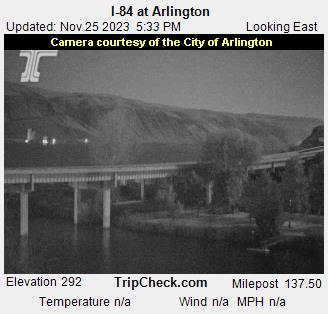 I-84 at Arlington
Updated: Nov 25 2023 5:33 PM Looking East
Camera courtesy of the City of Arlington
Elevation 292 TripCheck.com Milepost 137.50
Temperature n/a Wind n/a MPH n/a